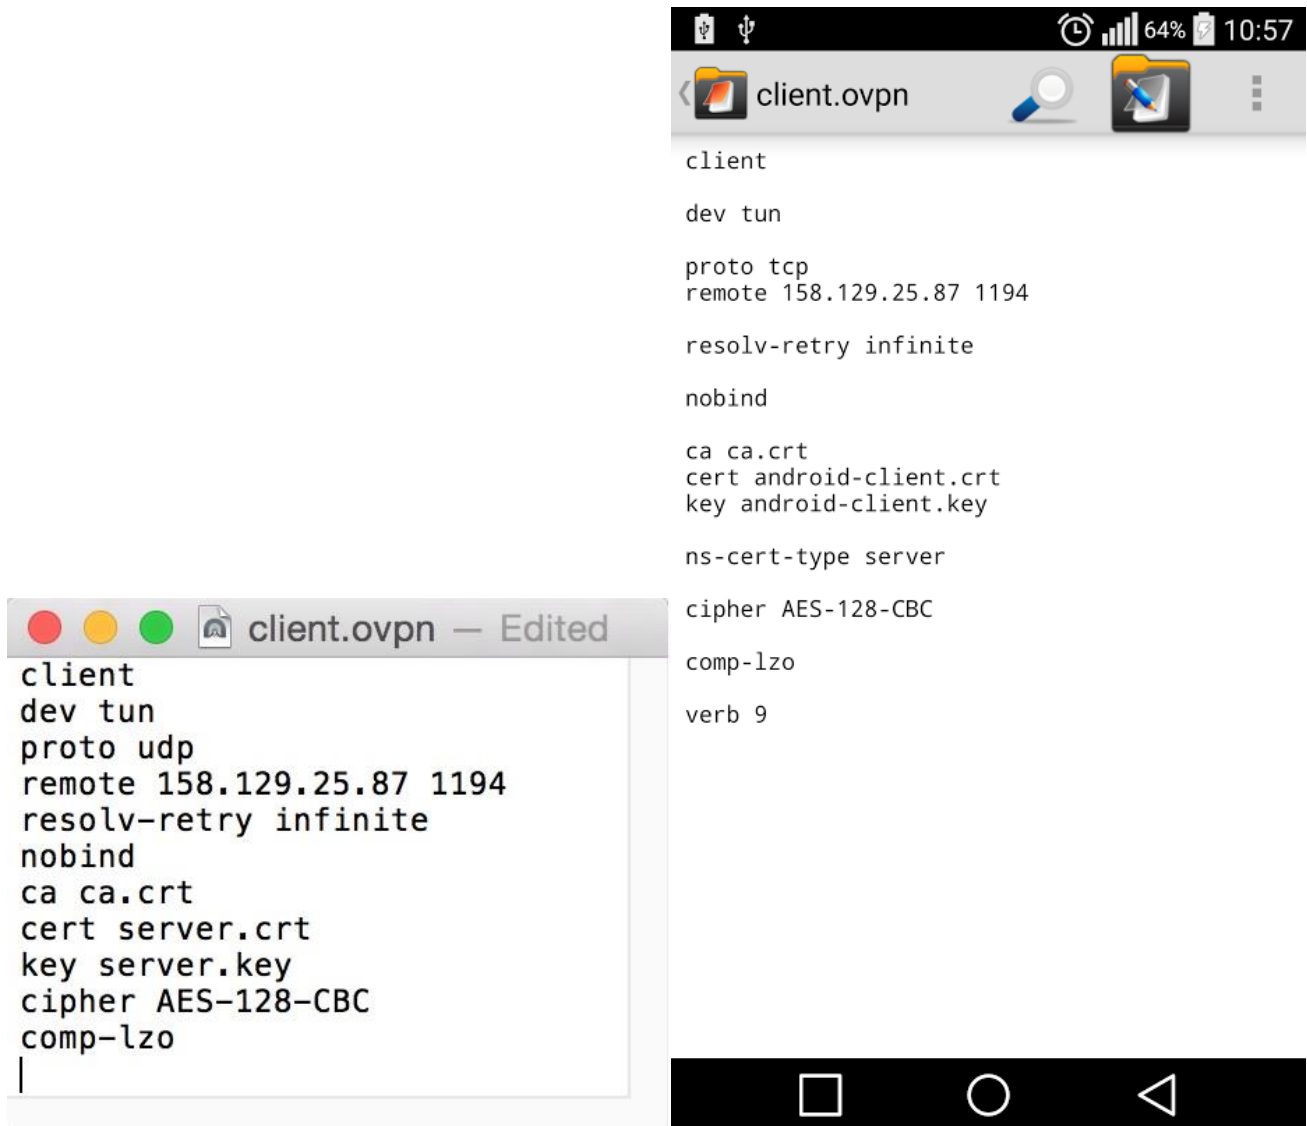 client.ovpn — Edited
client
dev tun
proto udp
remote 158.129.25.87 1194
resolv-retry infinite
nobind
ca ca.crt
cert server.crt
key server.key
cipher AES-128-CBC
comp-lzo
64% 10:57
client.ovpn
client
dev tun
proto tcp
remote 158.129.25.87 1194
resolv-retry infinite
nobind
ca ca.crt
cert android-client.crt
key android-client.key
ns-cert-type server
cipher AES-128-CBC
comp-lzo
verb 9